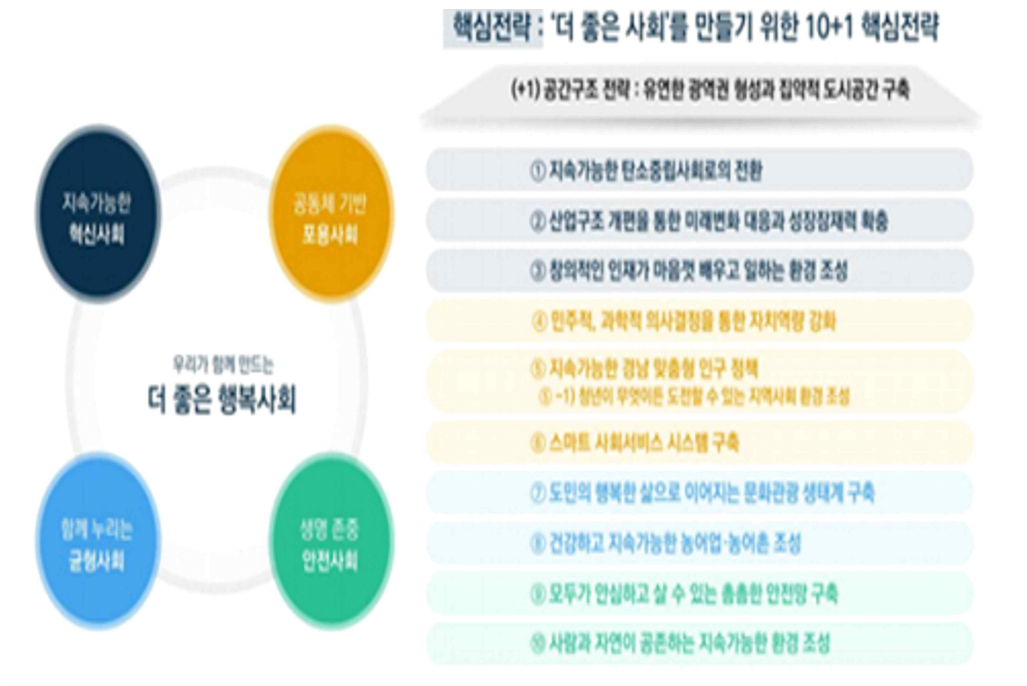 핵심전략 : '더 좋은 사회'를 만들기 위한 10+1 핵심전략
(+1) 공간구조 전략 : 유연한 광역권 형성과 집약적 도시공간 구축
지속가능한
혁신사회
공동체 기반
포용사회
우리가 함께 만드는
더 좋은 행복사회
함께 누리는
균형사회
생명 존중
안전사회
① 지속가능한 탄소중립사회로의 전환
② 산업구조 개편을 통한 미래변화 대응과 성장잠재력 확충
③ 창의적인 인재가 마음껏 배우고 일하는 환경 조성
④ 민주적, 과학적 의사결정을 통한 자치역량 강화
⑤ 지속가능한 경남 맞춤형 인구 정책
⑤ -1) 청년이 무엇이든 도전할 수 있는 지역사회 환경 조성
⑥ 스마트 사회서비스 시스템 구축
⑦ 도민의 행복한 삶으로 이어지는 문화관광 생태계 구축
⑧ 건강하고 지속가능한 농어업·농어촌 조성
⑨ 모두가 안심하고 살 수 있는 촘촘한 안전망 구축
⑩ 사람과 자연이 공존하는 지속가능한 환경 조성